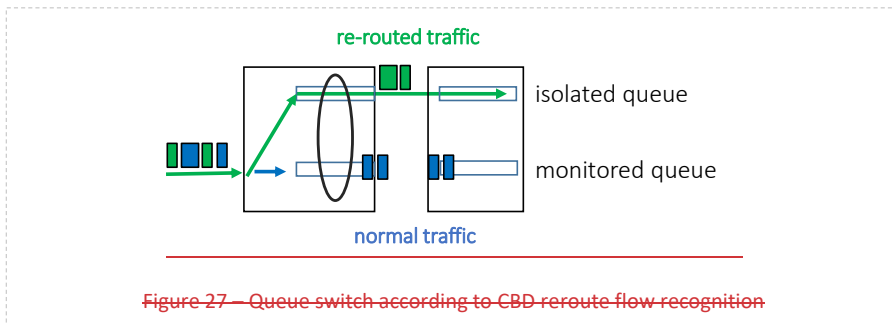 re-routed traffic
isolated queue
monitored queue
normal traffic
Figure 27 – Queue switch according to CBD reroute flow recognition